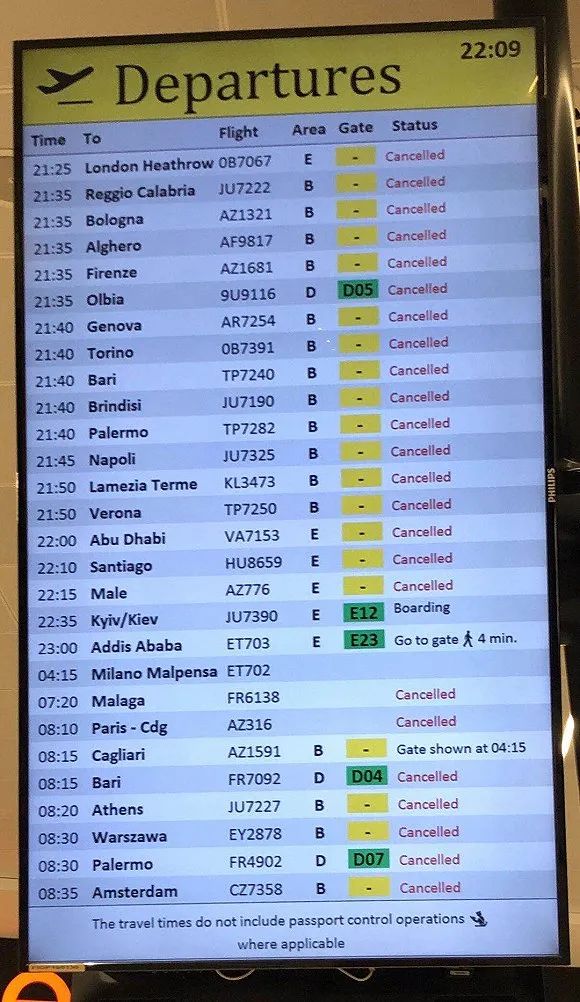 Departures 22:09
Time To Flight Area Gate Status
21:25 London Heathrow 0B7067 E - Cancelled
21:35 Reggio Calabria JU7222 B - Cancelled
21:35 Bologna AZ1321 B - Cancelled
21:35 Alghero AF9817 B - Cancelled
21:35 Firenze AZ1681 B - Cancelled
21:35 Olbia 9U9116 D D05 Cancelled
21:40 Genova AR7254 B - Cancelled
21:40 Torino 0B7391 B - Cancelled
21:40 Bari TP7240 B - Cancelled
21:40 Brindisi JU7190 B - Cancelled
21:40 Palermo TP7282 B - Cancelled
21:45 Napoli JU7325 B - Cancelled
21:50 Lamezia Terme KL3473 B - Cancelled
21:50 Verona TP7250 B - Cancelled
22:00 Abu Dhabi VA7153 E - Cancelled
22:10 Santiago HU8659 E - Cancelled
22:15 Male AZ776 E - Cancelled
22:35 Kyiv/Kiev JU7390 E E12 Boarding
23:00 Addis Ababa ET703 E E23 Go to gate 4 min.
04:15 Milano Malpensa ET702
07:20 Malaga FR6138 Cancelled
08:10 Paris - Cdg AZ316 Cancelled
08:15 Cagliari AZ1591 B - Gate shown at 04:15
08:15 Bari FR7092 D D04 Cancelled
08:20 Athens JU7227 B - Cancelled
08:30 Warszawa EY2878 B - Cancelled
08:30 Palermo FR4902 D D07 Cancelled
08:35 Amsterdam CZ7358 B - Cancelled
The travel times do not include passport control operations
where applicable
PHILIPS